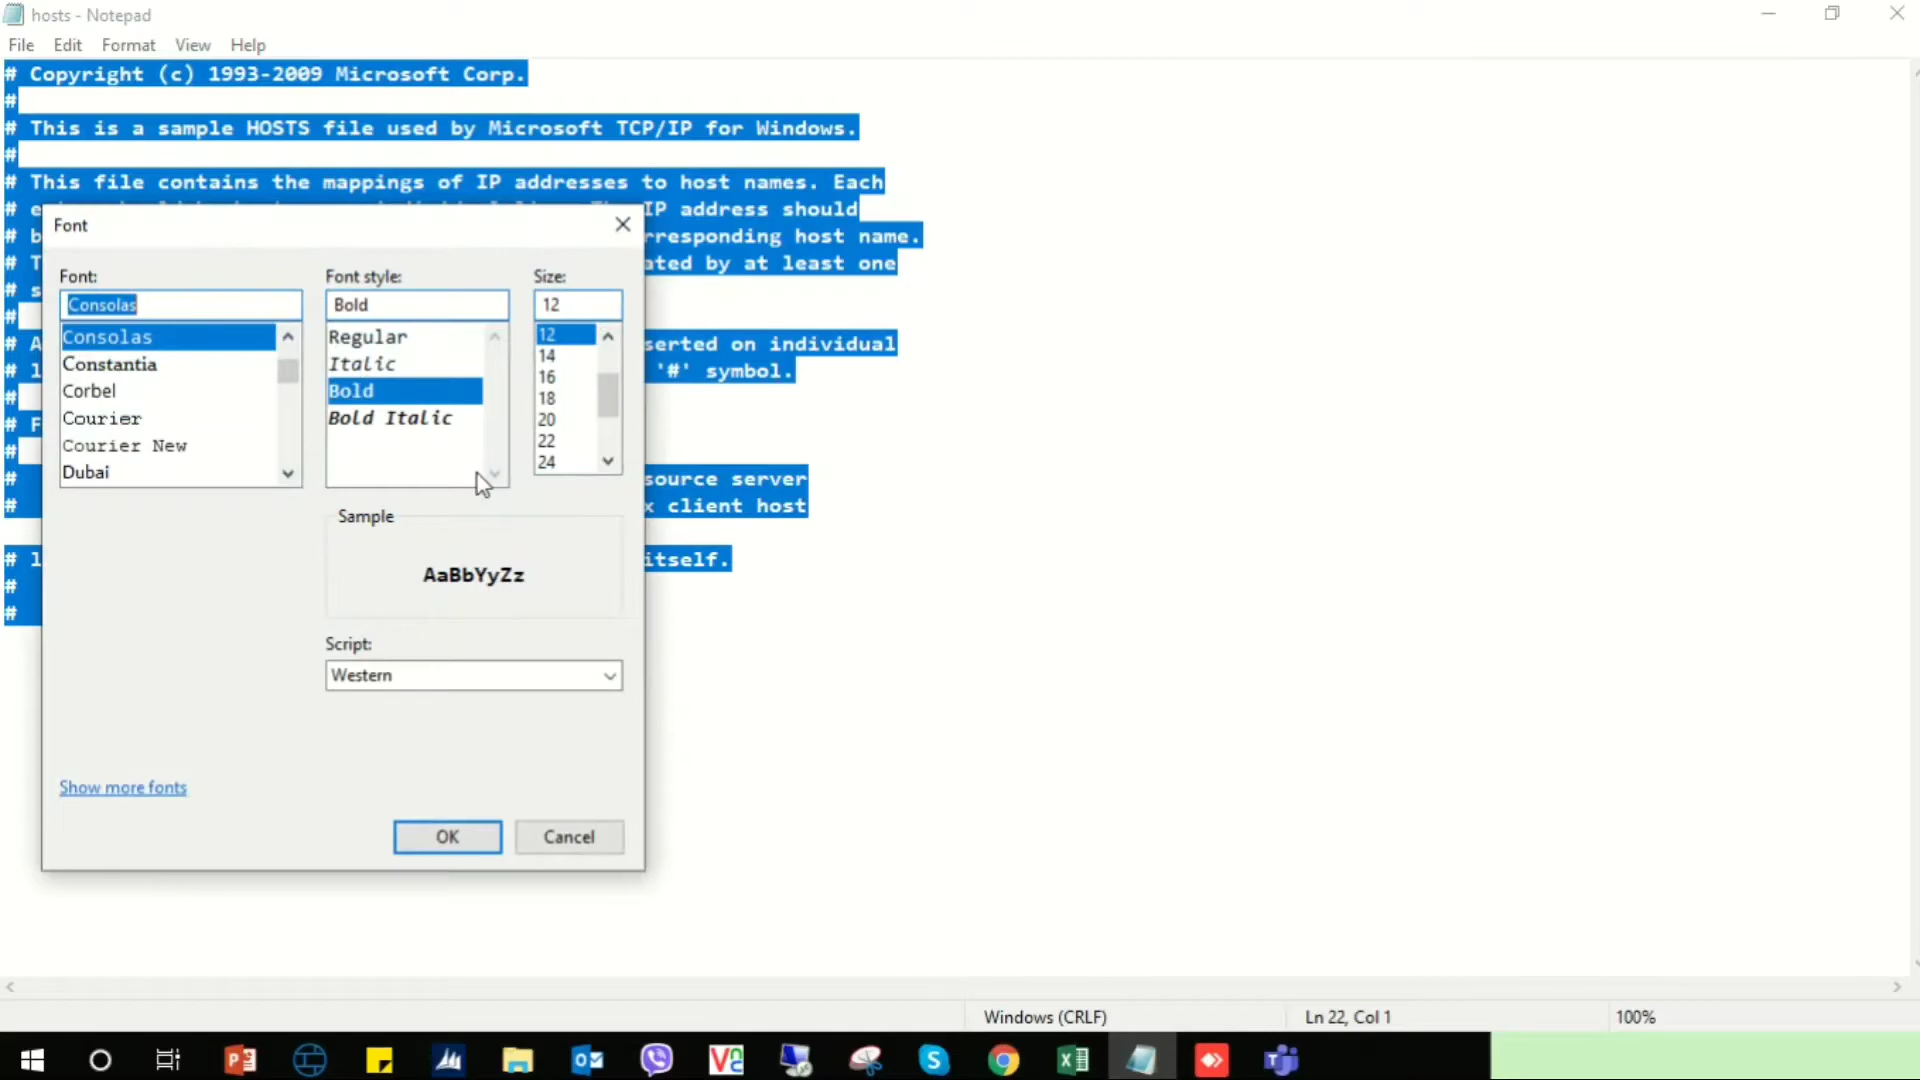 hosts - Notepad
File Edit Format View Help
# Copyright (c) 1993-2009 Microsoft Corp.
#
# This is a sample HOSTS file used by Microsoft TCP/IP for Windows.
#
# This file contains the mappings of IP addresses to host names. Each
# IP address should
# rresponding host name.
# ated by at least one
#
#
# serted on individual
# '#' symbol.
#
#
#
# source server
# x client host
# itself.
#
#
Font
Font: Font style: Size:
Consolas Bold 12
Consolas Regular 12
Constantia Italic 14
Corbel Bold 16
Courier Bold Italic 18
Courier New 20
Dubai 22
24
Sample
AaBbYyZz
Script:
Western
Show more fonts
OK Cancel
Windows (CRLF) Ln 22, Col 1 100%